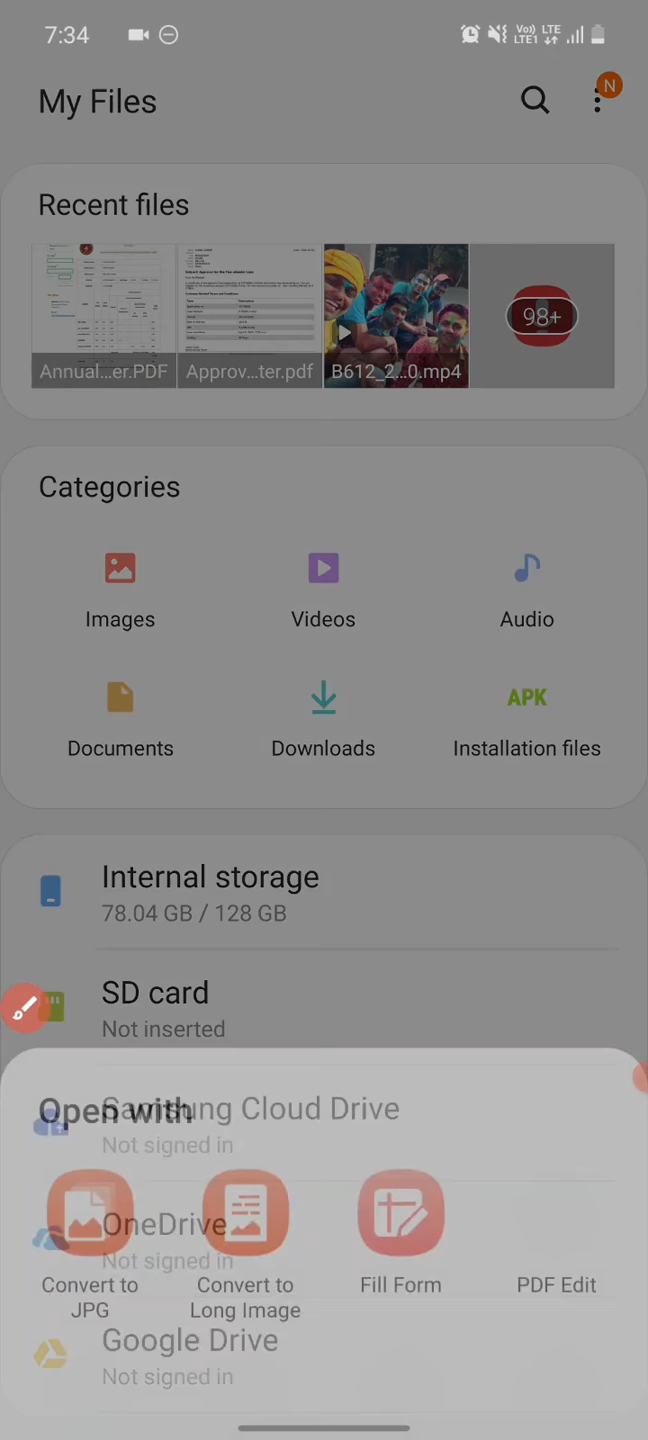 7:34
Vo)) LTE
LTE1
My Files
N
Recent files
Annual...er.PDF
Approv...ter.pdf
B612_2...0.mp4
98+
Categories
Images
Videos
Audio
APK
Documents
Downloads
Installation files
Internal storage
78.04 GB / 128 GB
SD card
Not inserted
Open with
Samsung Cloud Drive
Not signed in
OneDrive
Not signed in
Convert to
JPG
Convert to
Long Image
Fill Form
PDF Edit
Google Drive
Not signed in